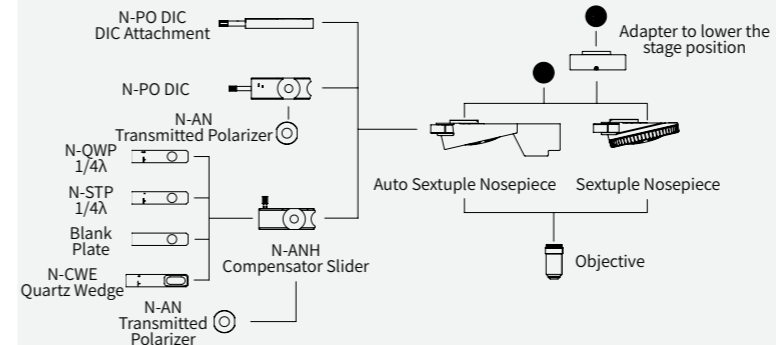 N-PO DIC
DIC Attachment
Adapter to lower the
stage position
N-PO DIC
N-AN
Transmitted Polarizer
N-QWP
1/4λ
Auto Sextuple Nosepiece
Sextuple Nosepiece
N-STP
1/4λ
Blank
Plate
N-ANH
Compensator Slider
Objective
N-CWE
Quartz Wedge
N-AN
Transmitted
Polarizer